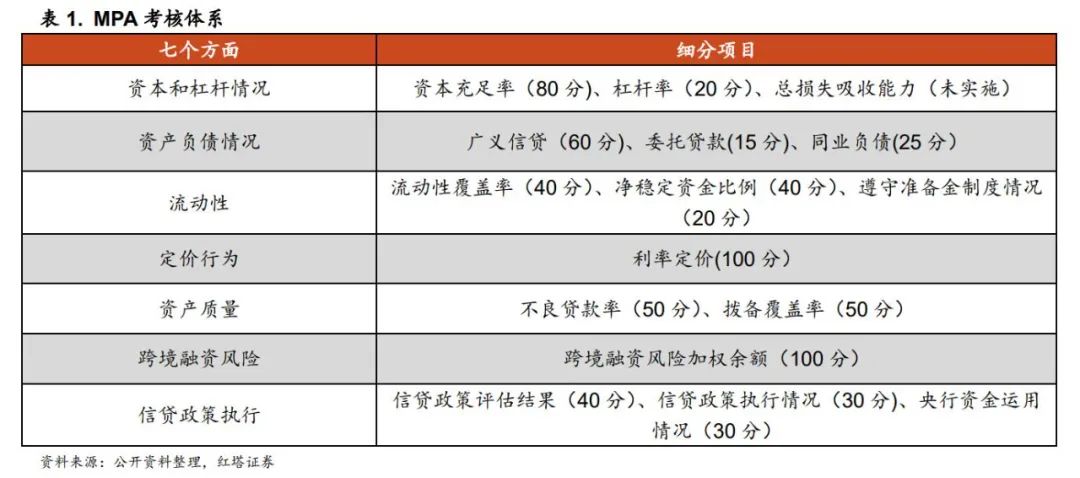 表 1. MPA 考核体系
七个方面
细分项目
资本和杠杆情况
资本充足率（80 分)、杠杆率（20 分）、总损失吸收能力（未实施）
资产负债情况
广义信贷（60 分)、委托贷款(15 分)、同业负债(25 分）
流动性
流动性覆盖率（40 分）、净稳定资金比例（40 分）、遵守准备金制度情况
（20 分）
定价行为
利率定价(100 分）
资产质量
不良贷款率（50 分）、拨备覆盖率（50 分）
跨境融资风险
跨境融资风险加权余额（100 分）
信贷政策执行
信贷政策评估结果（40 分）、信贷政策执行情况（30 分)、央行资金运用
情况（30 分）
资料来源：公开资料整理，红塔证券